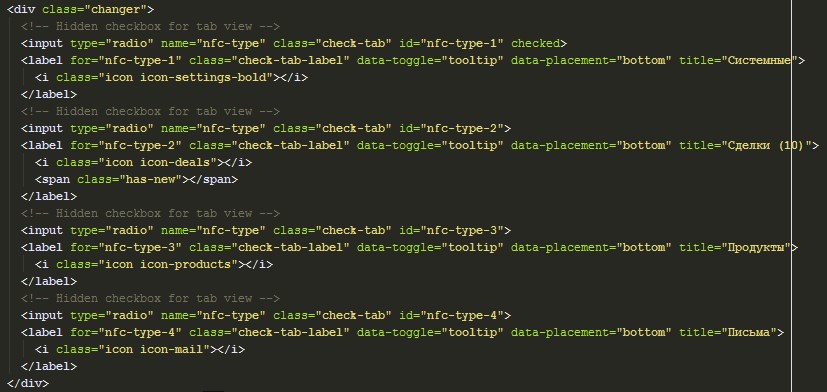 <div class="changer">
<!-- Hidden checkbox for tab view -->
<input type="radio" name="nfc-type" class="check-tab" id="nfc-type-1" checked>
<label for="nfc-type-1" class="check-tab-label" data-toggle="tooltip" data-placement="bottom" title="Системные">
<i class="icon icon-settings-bold"></i>
</label>
<!-- Hidden checkbox for tab view -->
<input type="radio" name="nfc-type" class="check-tab" id="nfc-type-2">
<label for="nfc-type-2" class="check-tab-label" data-toggle="tooltip" data-placement="bottom" title="Сделки (10)">
<i class="icon icon-deals"></i>
<span class="has-new"></span>
</label>
<!-- Hidden checkbox for tab view -->
<input type="radio" name="nfc-type" class="check-tab" id="nfc-type-3">
<label for="nfc-type-3" class="check-tab-label" data-toggle="tooltip" data-placement="bottom" title="Продукты">
<i class="icon icon-products"></i>
</label>
<!-- Hidden checkbox for tab view -->
<input type="radio" name="nfc-type" class="check-tab" id="nfc-type-4">
<label for="nfc-type-4" class="check-tab-label" data-toggle="tooltip" data-placement="bottom" title="Письма">
<i class="icon icon-mail"></i>
</label>
</div>